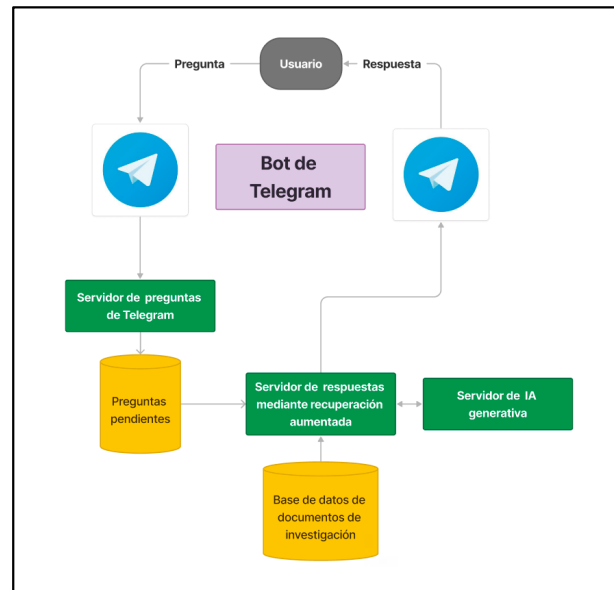 Pregunta
Usuario
Respuesta
Bot de
Telegram
Servidor de preguntas
de Telegram
Preguntas
pendientes
Servidor de respuestas
mediante recuperación
aumentada
Servidor de IA
generativa
Base de datos de
documentos de
investigación